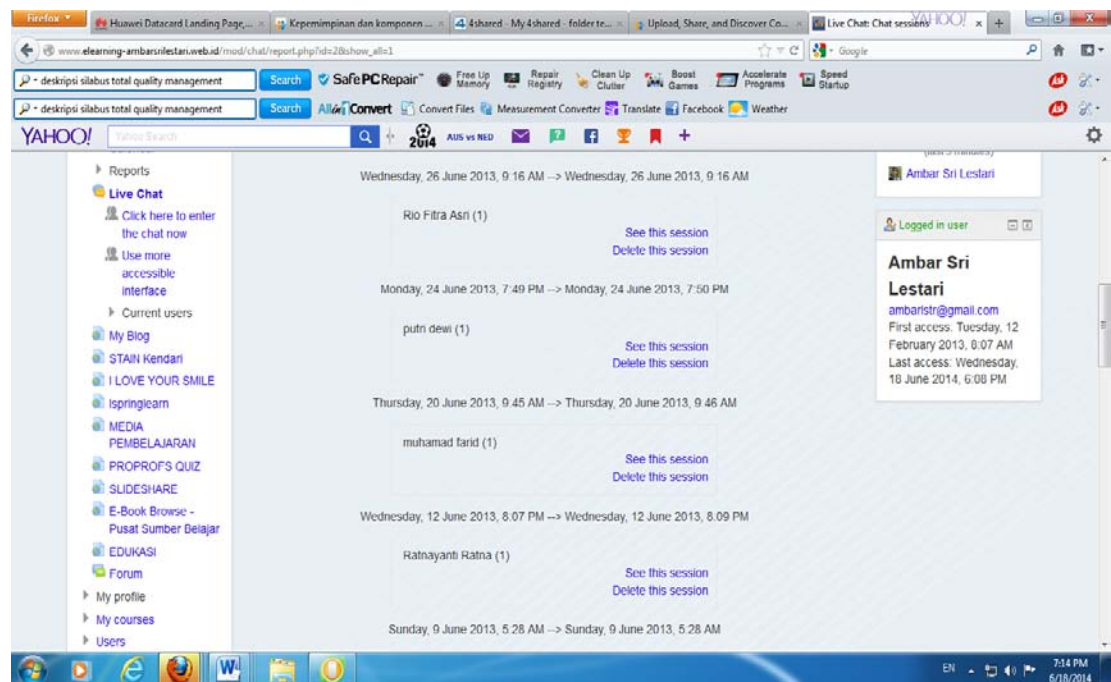 Firefox
Huawei Datacard Landing Page,...
Kepemimpinan dan komponen ...
4shared - My 4shared - folder te...
Upload, Share, and Discover Co...
Live Chat: Chat sessions
YAHOO!
www.elearning-ambarsrilestari.web.id/mod/chat/report.php?id=2&show_all=1
Google
deskripsi silabus total quality management
Search
SafePCRepair™
Free Up Memory
Repair Registry
Clean Up Clutter
Boost Games
Accelerate Programs
Speed Startup
deskripsi silabus total quality management
Search
Convert
Convert Files
Measurement Converter
Translate
Facebook
Weather
YAHOO!
Yahoo Search
2014
AUS vs NED
Reports
Live Chat
Click here to enter
the chat now
Use more
accessible
interface
Current users
My Blog
STAIN Kendari
I LOVE YOUR SMILE
Ispringlearn
MEDIA
PEMBELAJARAN
PROPROFS QUIZ
SLIDESHARE
E-Book Browse -
Pusat Sumber Belajar
EDUKASI
Forum
My profile
My courses
Users
Wednesday, 26 June 2013, 9:16 AM --> Wednesday, 26 June 2013, 9:16 AM
Rio Fitra Asri (1)
See this session
Delete this session
Monday, 24 June 2013, 7:49 PM --> Monday, 24 June 2013, 7:50 PM
putri dewi (1)
See this session
Delete this session
Thursday, 20 June 2013, 9:45 AM --> Thursday, 20 June 2013, 9:46 AM
muhamad farid (1)
See this session
Delete this session
Wednesday, 12 June 2013, 8:07 PM --> Wednesday, 12 June 2013, 8:09 PM
Ratnayanti Ratna (1)
See this session
Delete this session
Sunday, 9 June 2013, 5:28 AM --> Sunday, 9 June 2013, 5:28 AM
(last 5 minutes)
Ambar Sri Lestari
Logged in user
Ambar Sri
Lestari
ambaristr@gmail.com
First access: Tuesday, 12
February 2013, 8:07 AM
Last access: Wednesday,
18 June 2014, 6:08 PM
EN
7:14 PM
6/18/2014